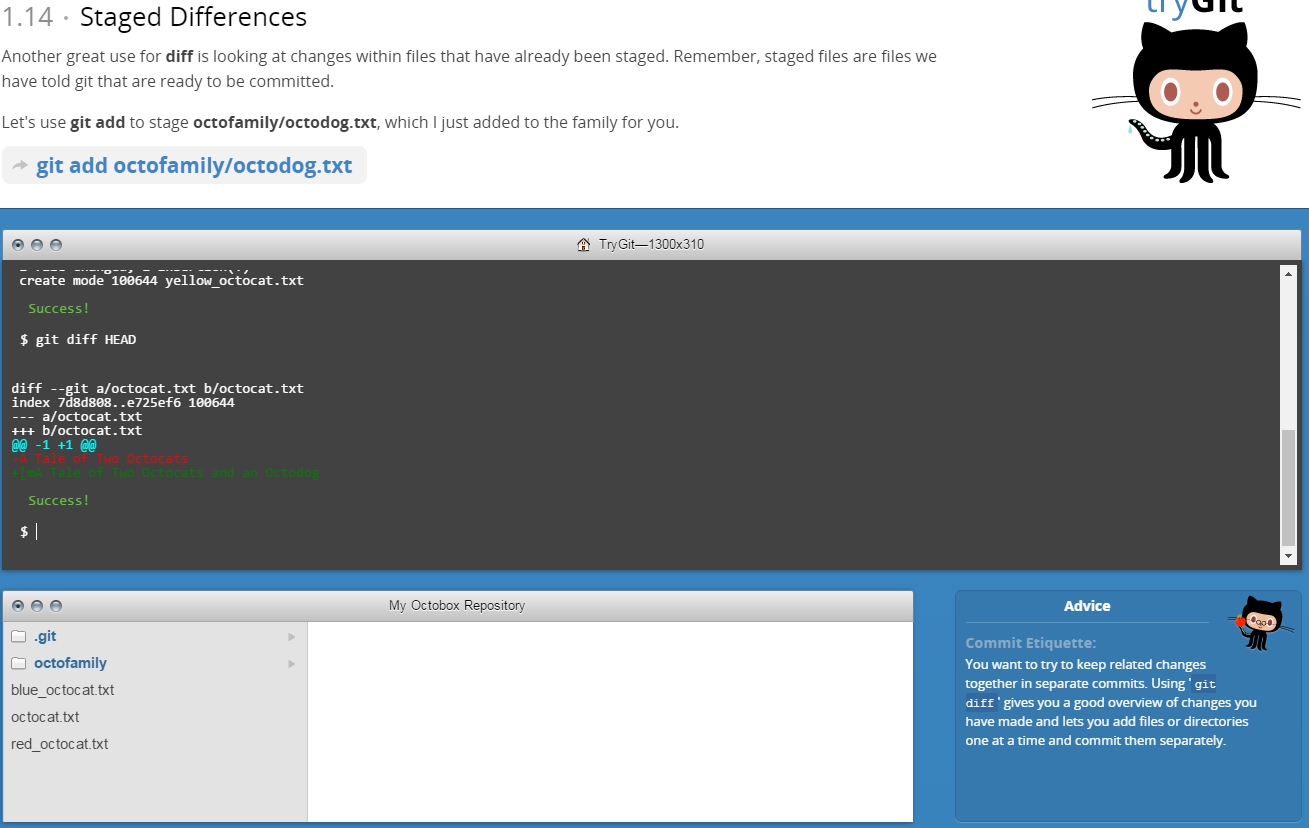 tryGit
1.14 · Staged Differences
Another great use for diff is looking at changes within files that have already been staged. Remember, staged files are files we
have told git that are ready to be committed.
Let's use git add to stage octofamily/octodog.txt, which I just added to the family for you.
git add octofamily/octodog.txt
TryGit—1300x310
create mode 100644 yellow_octocat.txt
Success!
$ git diff HEAD
diff --git a/octocat.txt b/octocat.txt
index 7d8d808..e725ef6 100644
--- a/octocat.txt
+++ b/octocat.txt
@@ -1 +1 @@
-A Tale of Two Octocats
A Tale of Two Octocats and an Octodog
Success!
$
My Octobox Repository
.git
octofamily
blue_octocat.txt
octocat.txt
red_octocat.txt
Advice
Commit Etiquette:
You want to try to keep related changes
together in separate commits. Using 'git
diff' gives you a good overview of changes you
have made and lets you add files or directories
one at a time and commit them separately.